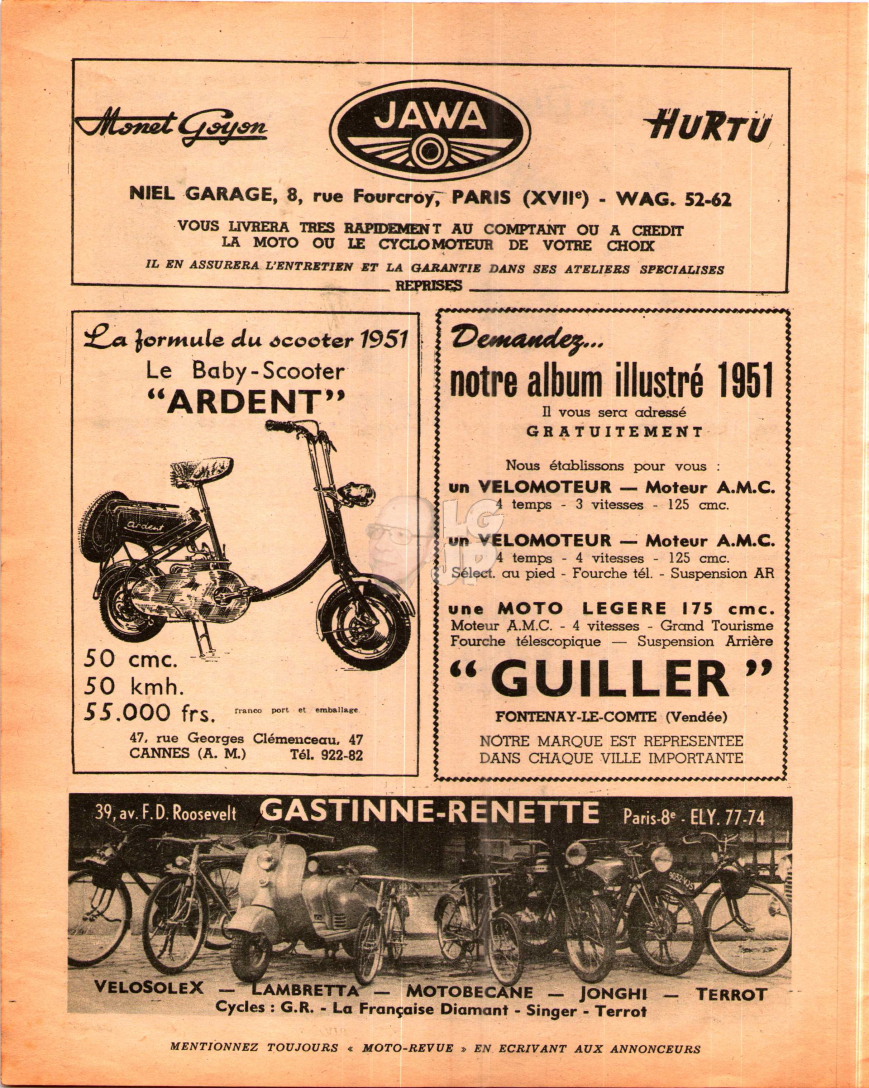 Monet Goyon
JAWA
HURTU
NIEL GARAGE, 8, rue Fourcroy, PARIS (XVIIe) - WAG. 52-62
VOUS LIVRERA TRES RAPIDEMENT AU COMPTANT OU A CREDIT
LA MOTO OU LE CYCLOMOTEUR DE VOTRE CHOIX
IL EN ASSURERA L'ENTRETIEN ET LA GARANTIE DANS SES ATELIERS SPECIALISES
REPRISES
La formule du scooter 1951
Le Baby-Scooter
"ARDENT"
ardent
50 cmc.
50 kmh.
55.000 frs. franco port et emballage.
47, rue Georges Clémenceau, 47
CANNES (A. M.) Tél. 922-82
Demandez...
notre album illustré 1951
Il vous sera adressé
GRATUITEMENT
Nous établissons pour vous :
un VELOMOTEUR — Moteur A.M.C.
4 temps - 3 vitesses - 125 cmc.
un VELOMOTEUR — Moteur A.M.C.
4 temps - 4 vitesses - 125 cmc.
Sélect. au pied - Fourche tél. - Suspension AR
une MOTO LEGERE 175 cmc.
Moteur A.M.C. - 4 vitesses - Grand Tourisme
Fourche télescopique — Suspension Arrière
"GUILLER"
FONTENAY-LE-COMTE (Vendée)
NOTRE MARQUE EST REPRESENTEE
DANS CHAQUE VILLE IMPORTANTE
39, av. F.D. Roosevelt GASTINNE-RENETTE Paris-8e - ELY. 77-74
VELOSOLEX — LAMBRETTA — MOTOBECANE — JONGHI — TERROT
Cycles : G.R. - La Française Diamant - Singer - Terrot
MENTIONNEZ TOUJOURS « MOTO-REVUE » EN ECRIVANT AUX ANNONCEURS